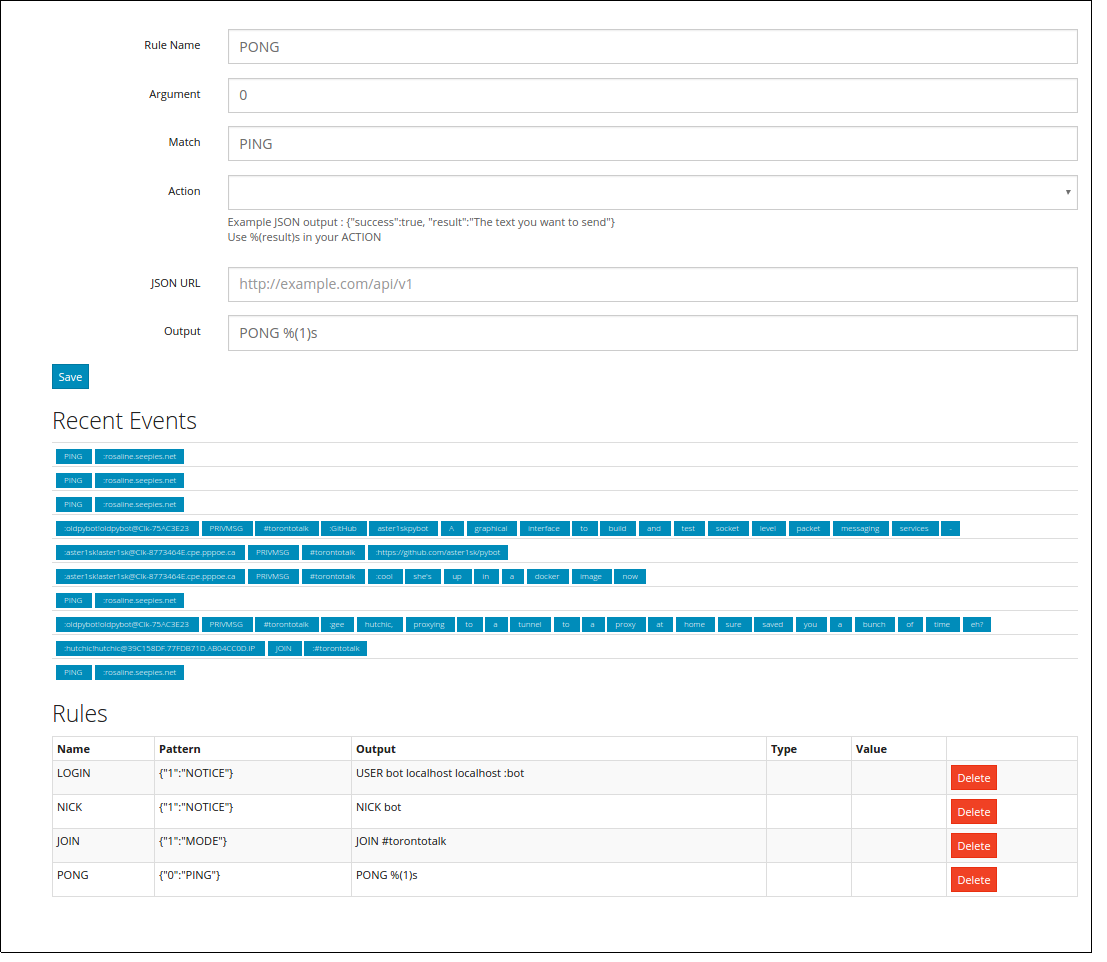 Rule Name PONG
Argument 0
Match PING
Action
Example JSON output : {"success":true, "result":"The text you want to send"}
Use %(result)s in your ACTION
JSON URL http://example.com/api/v1
Output PONG %(1)s
Save
Recent Events
PING :rosaline.seepies.net
PING :rosaline.seepies.net
PING :rosaline.seepies.net
:oldpybot!oldpybot@Clk-75AC3E23 PRIVMSG #torontotalk :GitHub aster1skpybot A graphical interface to build and test socket level packet messaging services -
:aster1sk!aster1sk@Clk-8773464E.cpe.pppoe.ca PRIVMSG #torontotalk :https://github.com/aster1sk/pybot
:aster1sk!aster1sk@Clk-8773464E.cpe.pppoe.ca PRIVMSG #torontotalk :cool she's up in a docker image now
PING :rosaline.seepies.net
:oldpybot!oldpybot@Clk-75AC3E23 PRIVMSG #torontotalk :gee hutchic, proxying to a tunnel to a proxy at home sure saved you a bunch of time eh?
:hutchic!hutchic@39C158DF.77FDB71D.AB04CC0D.IP JOIN :#torontotalk
PING :rosaline.seepies.net
Rules
Name Pattern Output Type Value
LOGIN {"1":"NOTICE"} USER bot localhost localhost :bot Delete
NICK {"1":"NOTICE"} NICK bot Delete
JOIN {"1":"MODE"} JOIN #torontotalk Delete
PONG {"0":"PING"} PONG %(1)s Delete